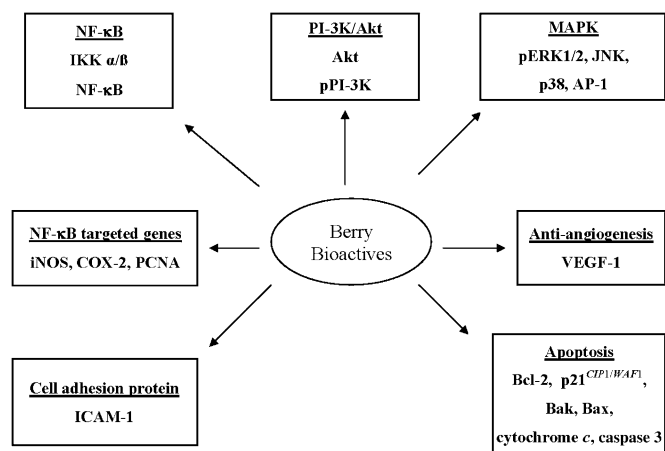 NF-κB
IKK α/ß
NF-κB
PI-3K/Akt
Akt
pPI-3K
MAPK
pERK1/2, JNK,
p38, AP-1
Berry
Bioactives
NF-κB targeted genes
iNOS, COX-2, PCNA
Anti-angiogenesis
VEGF-1
Cell adhesion protein
ICAM-1
Apoptosis
Bcl-2, p21CIP1/WAF1,
Bak, Bax,
cytochrome c, caspase 3